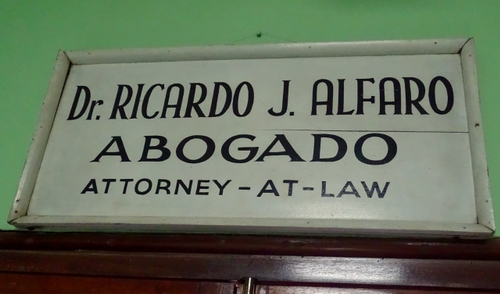 Dr. RICARDO J. ALFARO
ABOGADO
ATTORNEY-AT-LAW